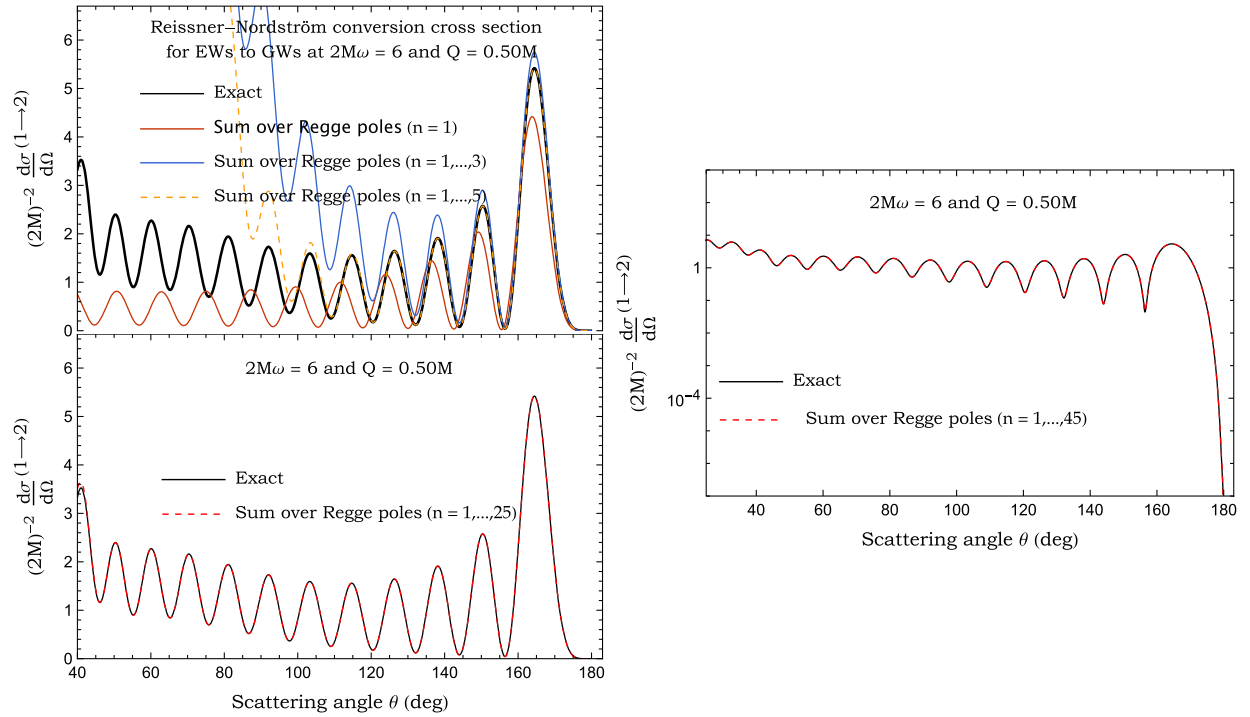 Reissner–Nordström conversion cross section
for EWs to GWs at 2Mω = 6 and Q = 0.50M
Exact
Sum over Regge poles (n = 1)
Sum over Regge poles (n = 1,...,3)
Sum over Regge poles (n = 1,...,5)
(2M)⁻² dσ/dΩ (1⟶2)
6
5
4
3
2
1
0
2Mω = 6 and Q = 0.50M
Exact
Sum over Regge poles (n = 1,...,25)
(2M)⁻² dσ/dΩ (1⟶2)
6
5
4
3
2
1
0
40 60 80 100 120 140 160 180
Scattering angle θ (deg)
2Mω = 6 and Q = 0.50M
Exact
Sum over Regge poles (n = 1,...,45)
(2M)⁻² dσ/dΩ (1⟶2)
1
10⁻⁴
40 60 80 100 120 140 160 180
Scattering angle θ (deg)